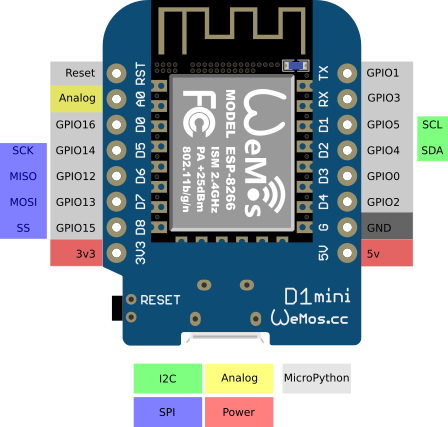 Reset RST TX GPIO1
Analog A0 RX GPIO3
GPIO16 D0 D1 GPIO5 SCL
SCK GPIO14 D5 D2 GPIO4 SDA
MISO GPIO12 D6 D3 GPIO0
MOSI GPIO13 D7 D4 GPIO2
SS GPIO15 D8 G GND
3v3 3V3 5V 5v
WeMos
MODEL ESP-8266
ISM 2.4GHz
PA +25dBm
802.11b/g/n
FC
RESET
D1 mini
WeMos.cc
I2C Analog MicroPython
SPI Power